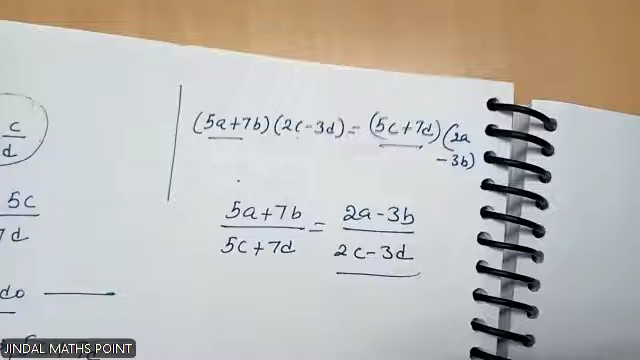 c/d
(5a+7b)(2c-3d) = (5c+7d)(2a
-3b)
5c
7d
5a+7b / 5c+7d = 2a-3b / 2c-3d
do
JINDAL MATHS POINT